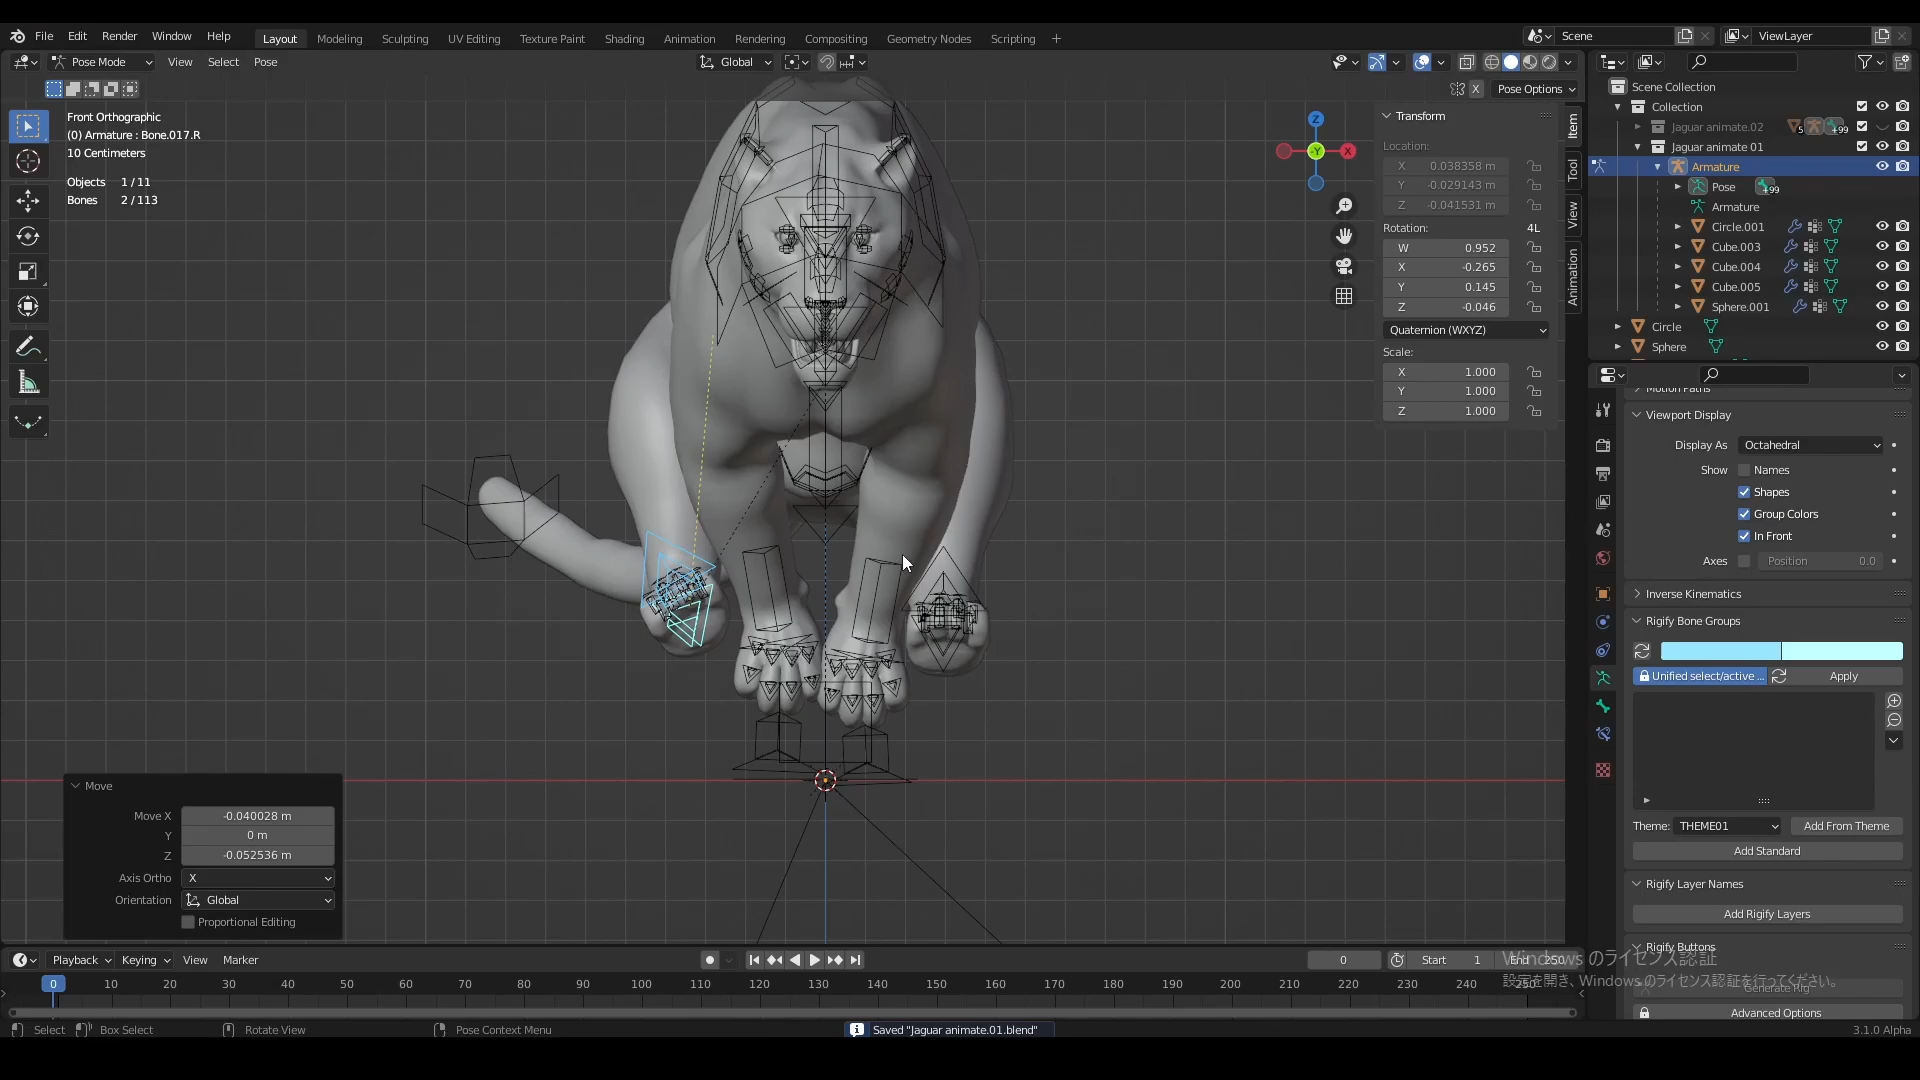 File Edit Render Window Help Layout Modeling Sculpting UV Editing Texture Paint Shading Animation Rendering Compositing Geometry Nodes Scripting + Scene ViewLayer
Pose Mode View Select Pose Global
X Pose Options
Front Orthographic
(0) Armature : Bone.017.R
10 Centimeters
Objects 1 / 11
Bones 2 / 113
Z
-Y
X
Transform
Location:
X 0.038358 m
Y -0.029143 m
Z -0.041531 m
Rotation: 4L
W 0.952
X -0.265
Y 0.145
Z -0.046
Quaternion (WXYZ)
Scale:
X 1.000
Y 1.000
Z 1.000
Item
Tool
View
Animation
Scene Collection
Collection
Jaguar animate.02 5 +99
Jaguar animate 01
Armature
Pose +99
Armature
Circle.001
Cube.003
Cube.004
Cube.005
Sphere.001
Circle
Sphere
Motion Paths
Viewport Display
Display As Octahedral
Show Names
Shapes
Group Colors
In Front
Axes Position 0.0
Inverse Kinematics
Rigify Bone Groups
Unified select/active ... Apply
Theme: THEME01 Add From Theme
Add Standard
Rigify Layer Names
Add Rigify Layers
Rigify Buttons
Generate Rig
Advanced Options
Windows のライセンス認証
設定を開き、Windows のライセンス認証を行ってください。
Move
Move X -0.040028 m
Y 0 m
Z -0.052536 m
Axis Ortho X
Orientation Global
Proportional Editing
Playback Keying View Marker 0 Start 1 End 250
0 10 20 30 40 50 60 70 80 90 100 110 120 130 140 150 160 170 180 190 200 210 220 230 240 250
Select Box Select Rotate View Pose Context Menu Saved "Jaguar animate.01.blend" 3.1.0 Alpha